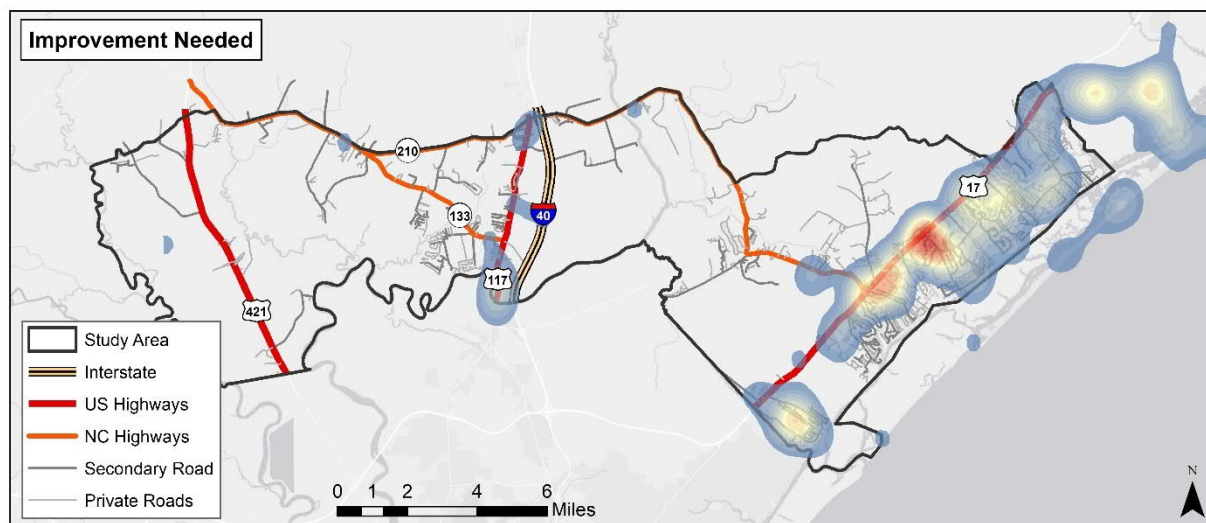 Improvement Needed
210
17
133
40
117
421
Study Area
Interstate
US Highways
NC Highways
Secondary Road
Private Roads
0 1 2 4 6
Miles
N